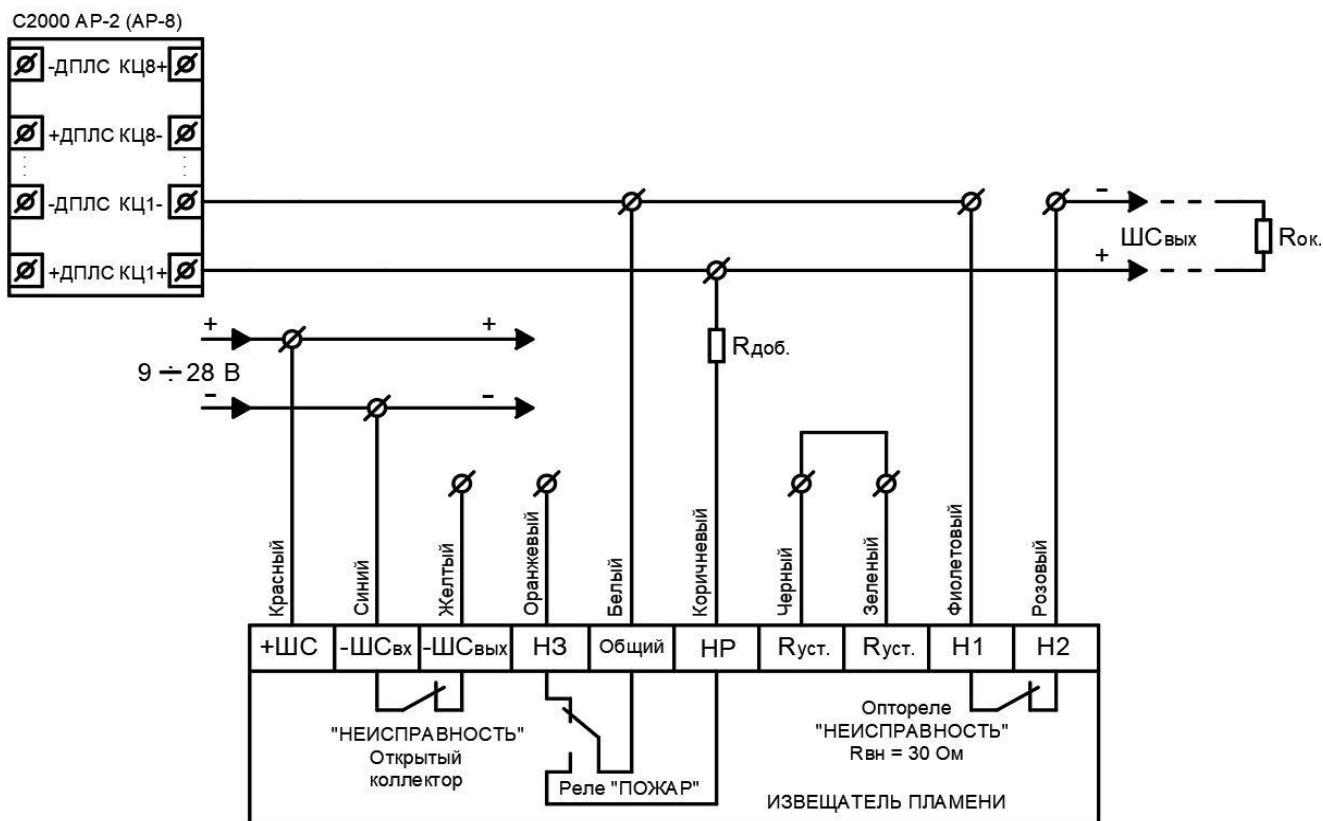 С2000 АР-2 (АР-8)
-ДПЛС КЦ8+
+ДПЛС КЦ8-
-ДПЛС КЦ1-
+ДПЛС КЦ1+
-
ШСвых
+
Rок.
+ +
9 ÷ 28 В
- -
Rдоб.
Красный
Синий
Желтый
Оранжевый
Белый
Коричневый
Черный
Зеленый
Фиолетовый
Розовый
+ШС -ШСвх -ШСвых НЗ Общий НР Rуст. Rуст. Н1 Н2
"НЕИСПРАВНОСТЬ"
Открытый
коллектор
Реле "ПОЖАР"
Оптореле
"НЕИСПРАВНОСТЬ"
Rвн = 30 Ом
ИЗВЕЩАТЕЛЬ ПЛАМЕНИ